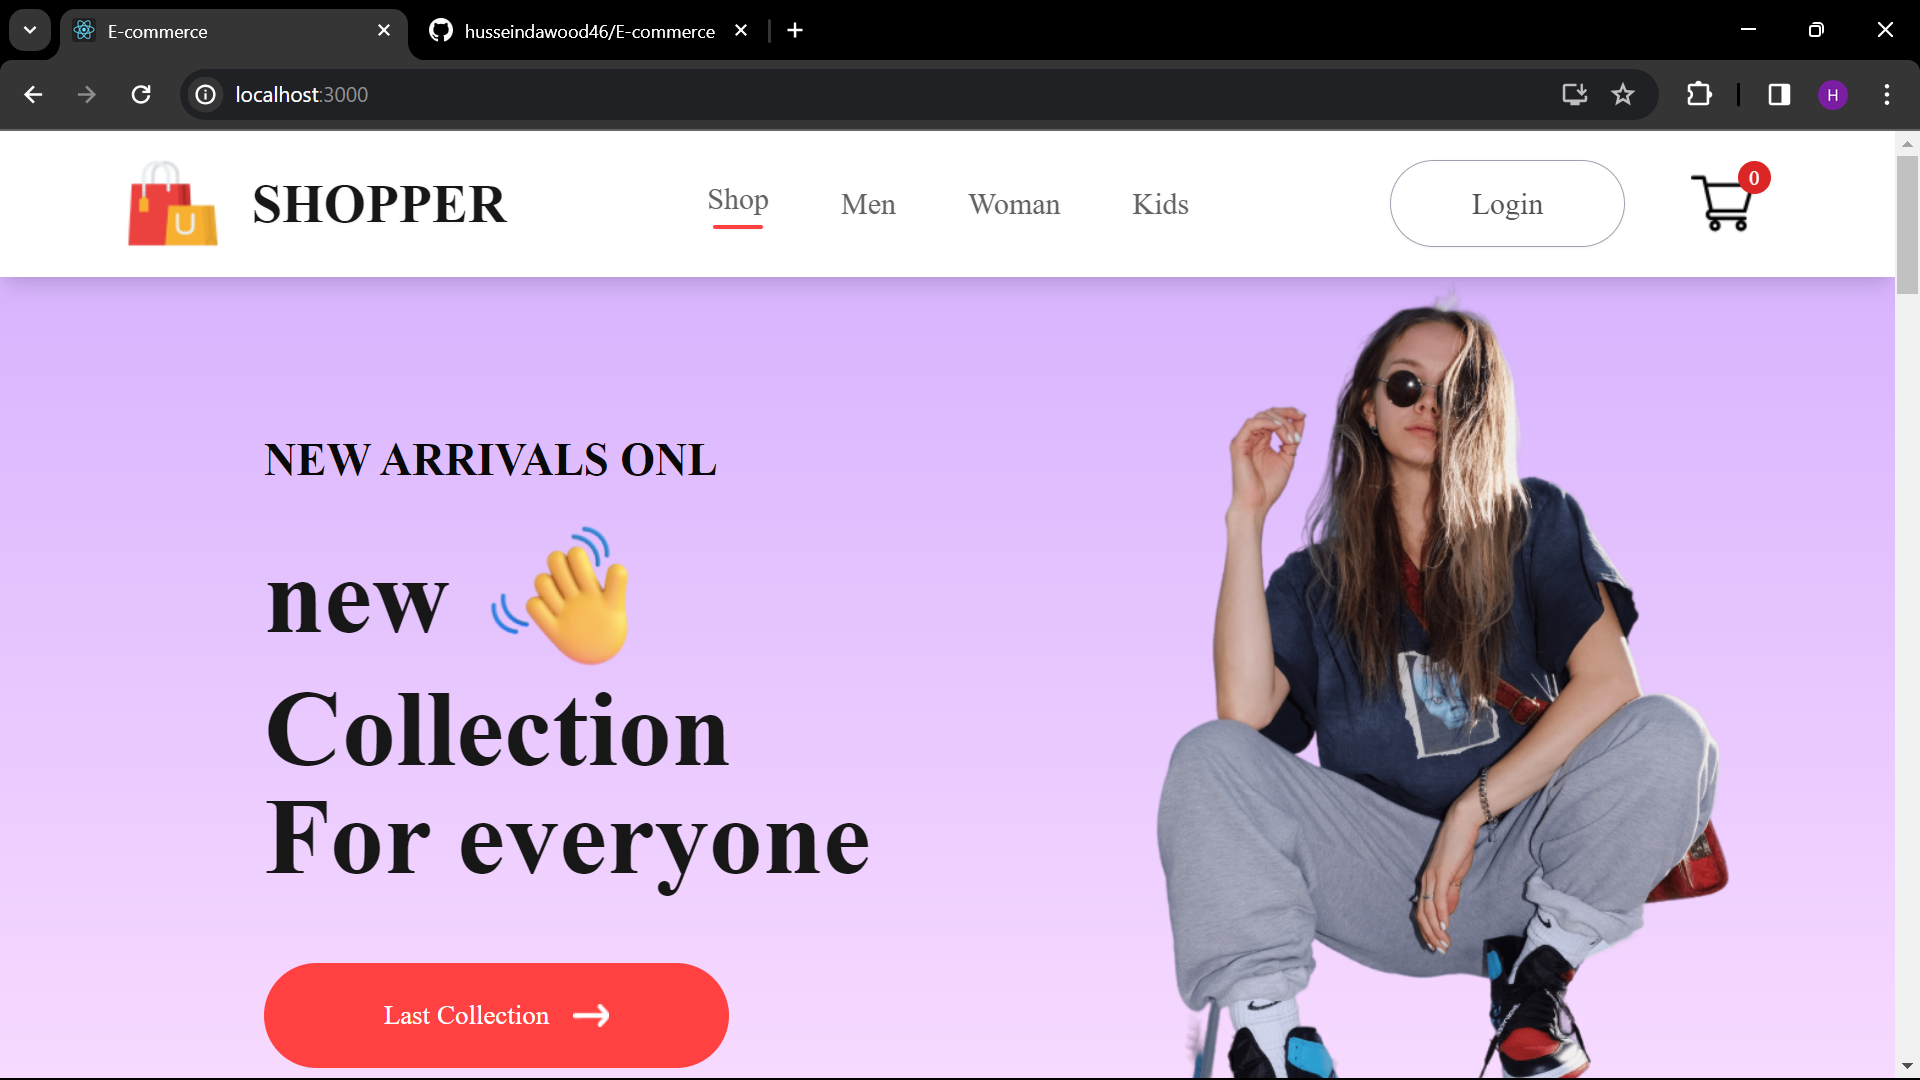 E-commerce
husseindawood46/E-commerce
localhost:3000
H
SHOPPER
Shop
Men
Woman
Kids
Login
0
U
NEW ARRIVALS ONL
new
Collection
For everyone
Last Collection